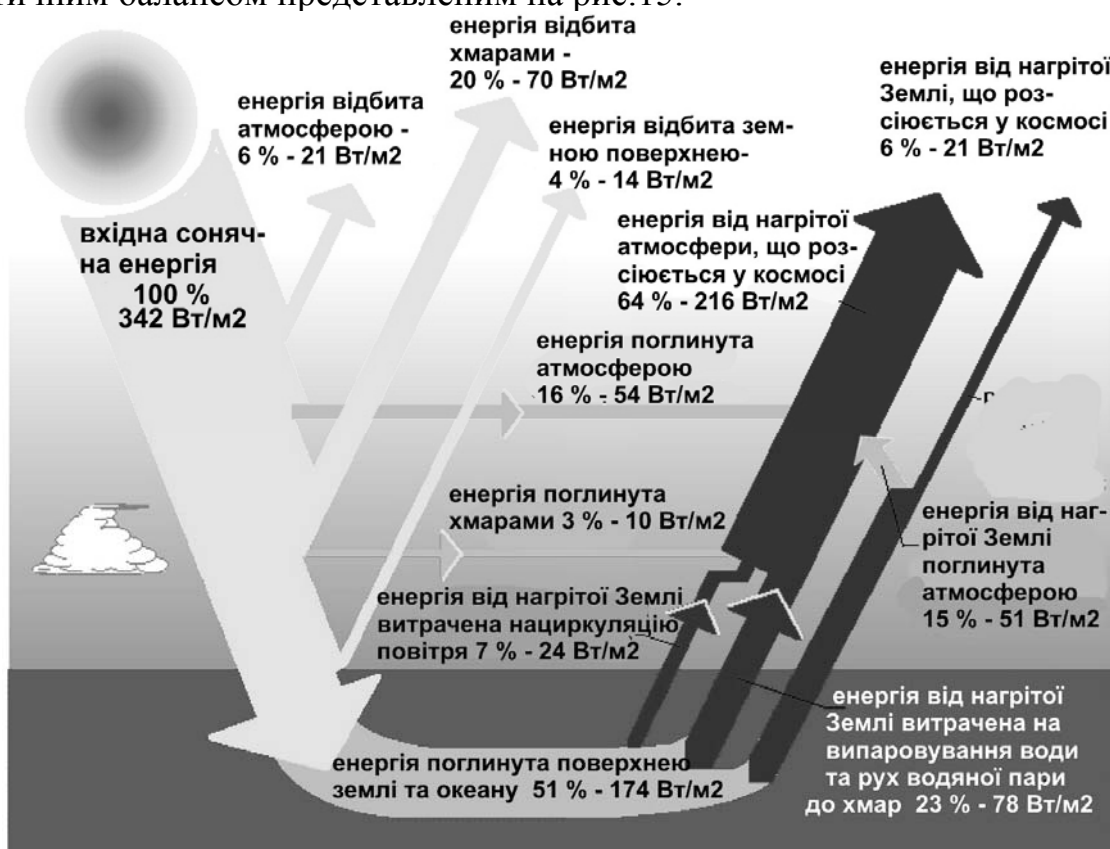 тичним балансом представленим на рис.15.
енергія відбита
хмарами -
20 % - 70 Вт/м2
енергія відбита
атмосферою -
6 % - 21 Вт/м2
енергія відбита зем-
ною поверхнею-
4 % - 14 Вт/м2
енергія від нагрітої
Землі, що роз-
сіюється у космосі
6 % - 21 Вт/м2
вхідна соняч-
на енергія
100 %
342 Вт/м2
енергія від нагрітої
атмосфери, що роз-
сіюється у космосі
64 % - 216 Вт/м2
енергія поглинута
атмосферою
16 % - 54 Вт/м2
енергія поглинута
хмарами 3 % - 10 Вт/м2
енергія від наг-
рітої Землі
поглинута
атмосферою
15 % - 51 Вт/м2
енергія від нагрітої Землі
витрачена нациркуляцію
повітря 7 % - 24 Вт/м2
енергія від нагрітої
Землі витрачена на
випаровування води
та рух водяної пари
до хмар 23 % - 78 Вт/м2
енергія поглинута поверхнею
землі та океану 51 % - 174 Вт/м2